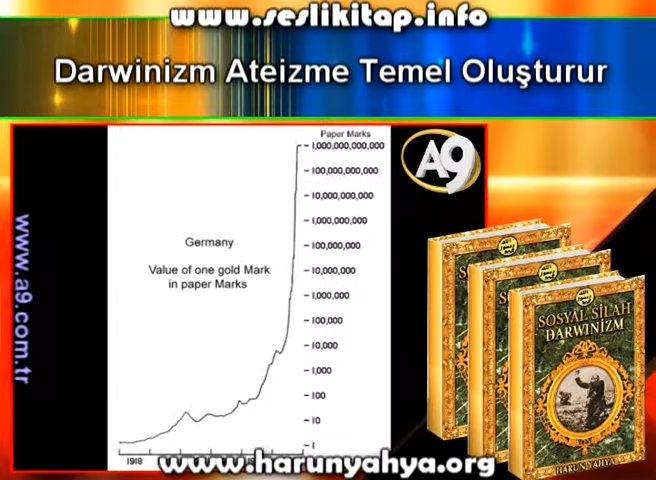 www.seslikitap.info
Darwinizm Ateizme Temel Oluşturur
Paper Marks
1,000,000,000,000
100,000,000,000
10,000,000,000
1,000,000,000
100,000,000
10,000,000
1,000,000
100,000
10,000
1,000
100
10
1
Germany
Value of one gold Mark
in paper Marks
1918
A9
www.a9.com.tr
SOSYAL SİLAH
DARWINİZM
HARUN YAHYA
www.harunyahya.org